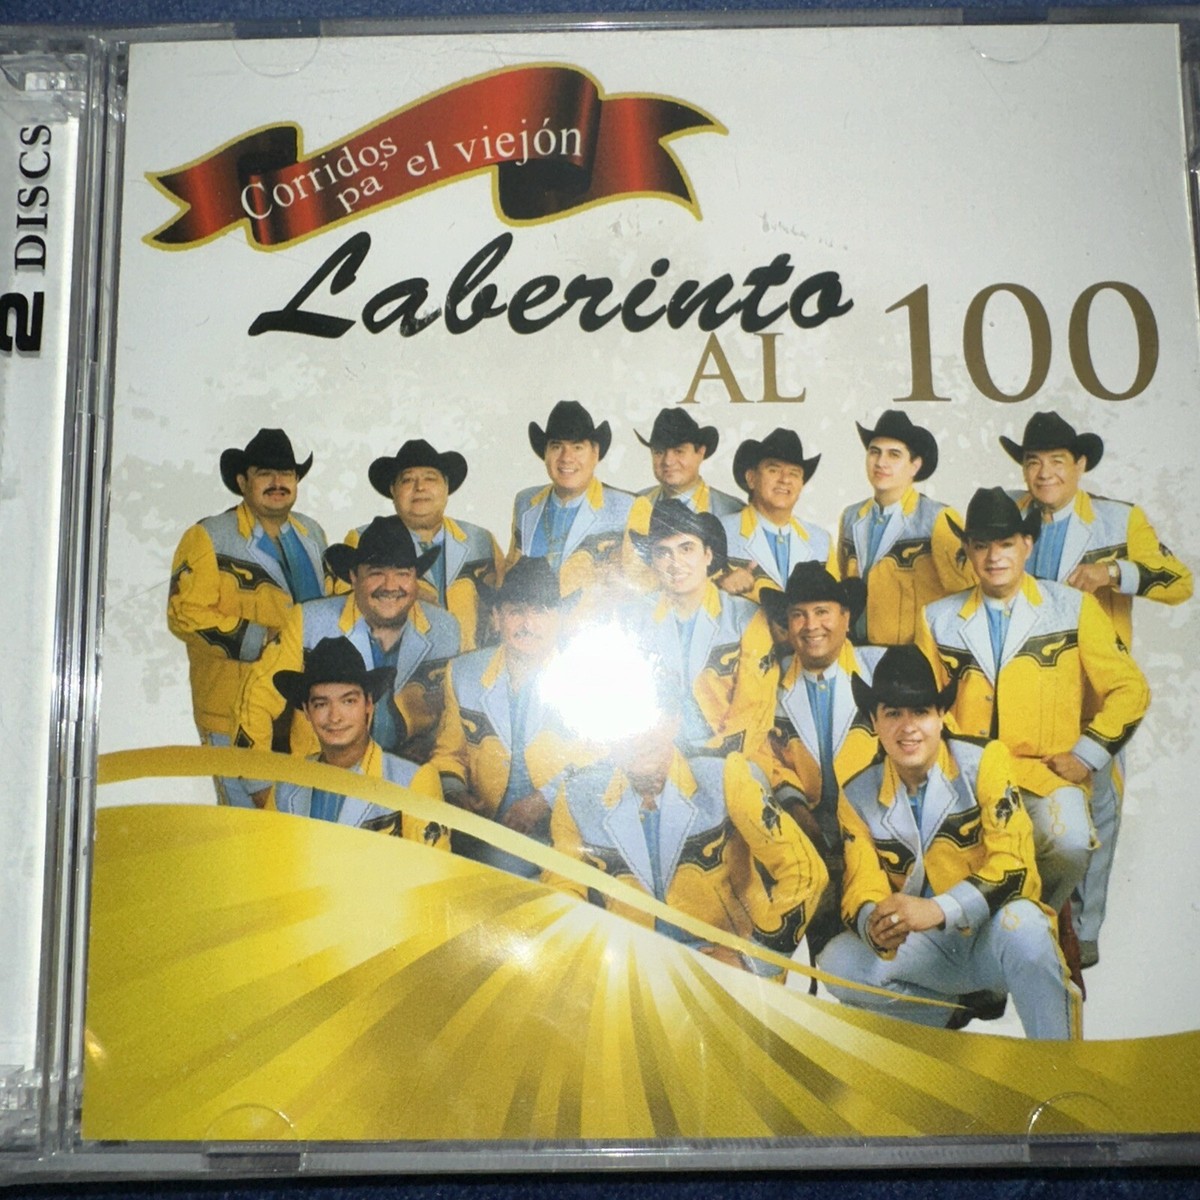 2 DISCS
Corridos
pa' el viejón
Laberinto
AL 100